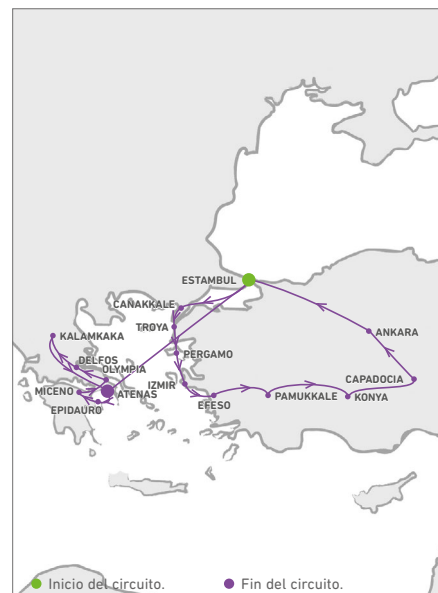 ESTAMBUL
CANAKKALE
TROYA
KALAMKAKA
ANKARA
PERGAMO
DELFOS
OLYMPIA
CAPADOCIA
IZMIR
MICENO
ATENAS
PAMUKKALE
KONYA
EFESO
EPIDAURO
Inicio del circuito.
Fin del circuito.